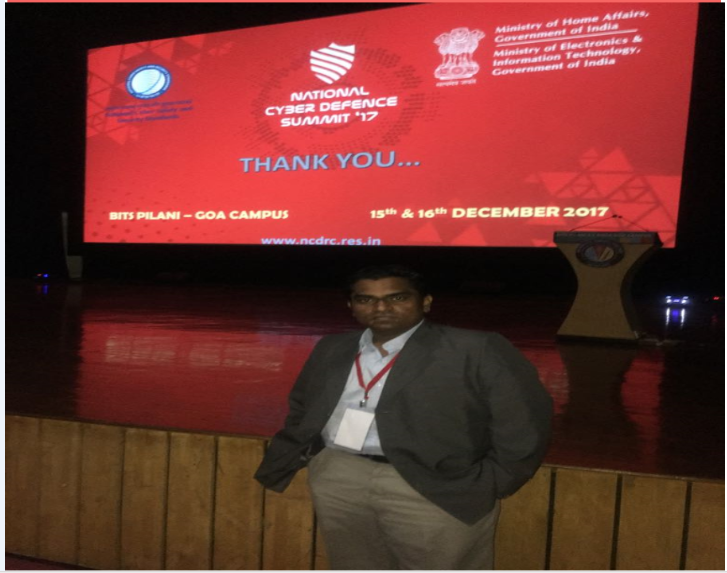 Ministry of Home Affairs,
Government of India
Ministry of Electronics &
Information Technology,
Government of India
NATIONAL
CYBER DEFENCE
SUMMIT '17
THANK YOU...
BITS PILANI – GOA CAMPUS
15th & 16th DECEMBER 2017
www.ncdrc.res.in